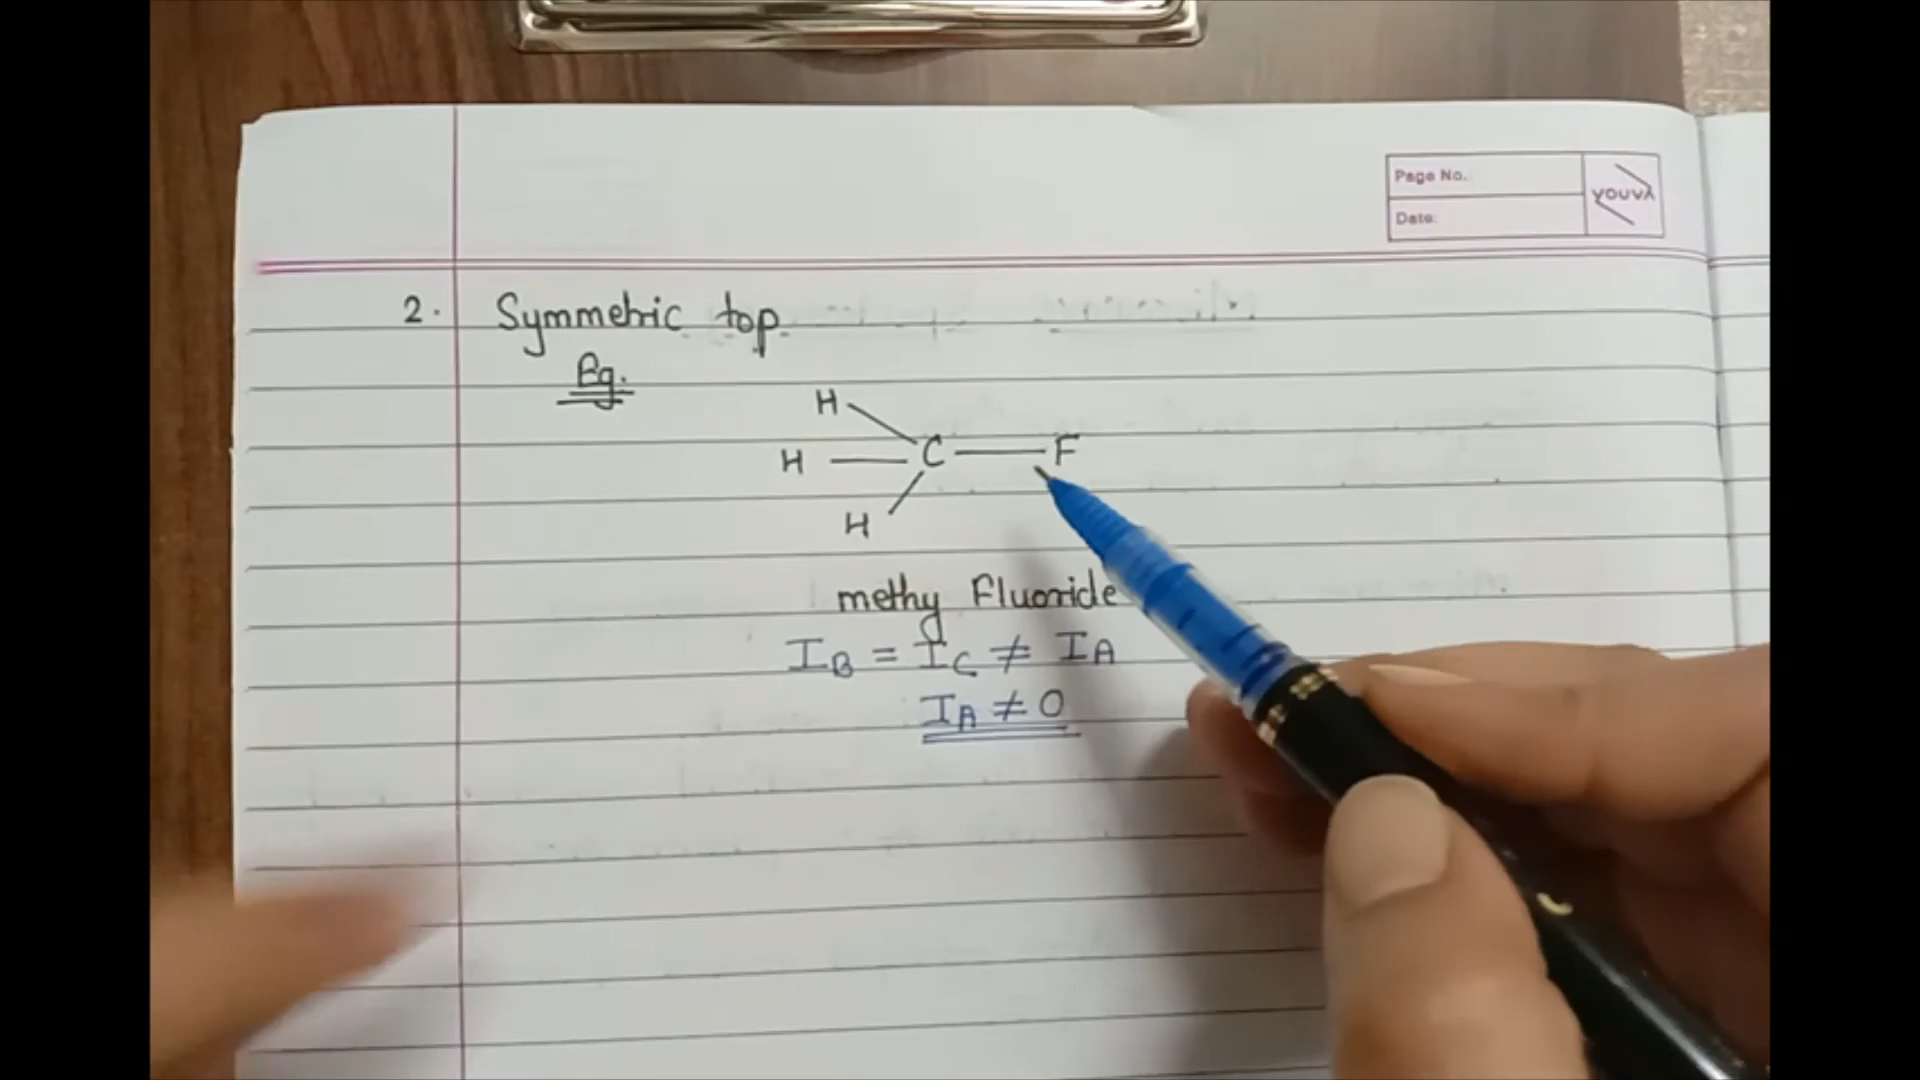 Page No.
YOUVA
Date:
2. Symmetric top
Eg.
H
H — C — F
H
methy Fluoride
I_B = I_C ≠ I_A
I_A ≠ 0